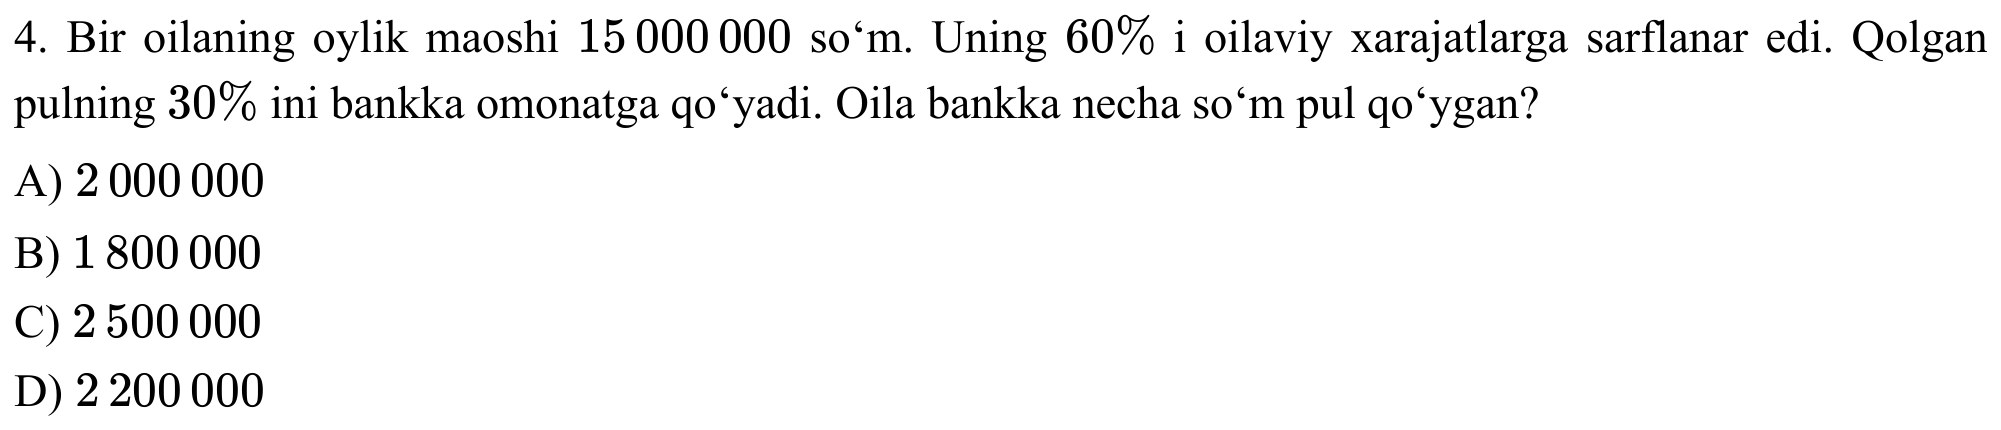 4. Bir oilaning oylik maoshi 15 000 000 so‘m. Uning 60% i oilaviy xarajatlarga sarflanar edi. Qolgan
pulning 30% ini bankka omonatga qo‘yadi. Oila bankka necha so‘m pul qo‘ygan?
A) 2 000 000
B) 1 800 000
C) 2 500 000
D) 2 200 000